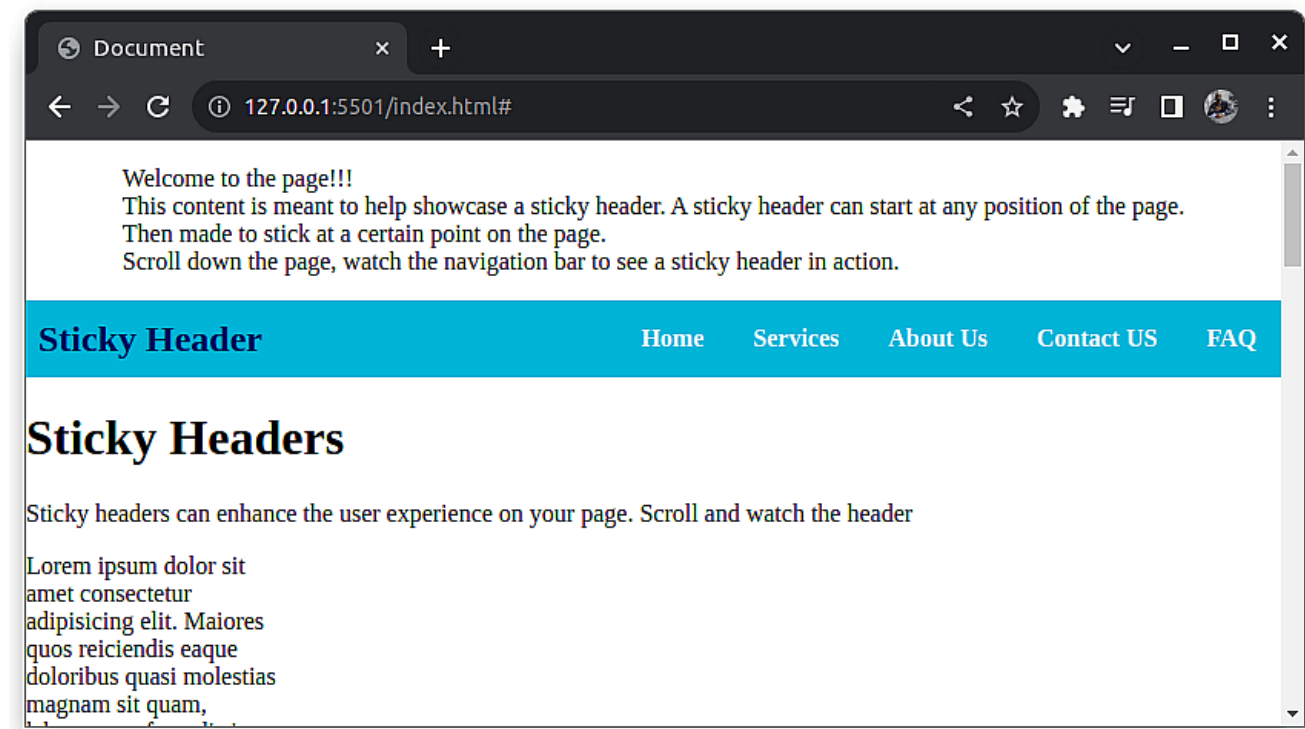 Document
127.0.0.1:5501/index.html#
Welcome to the page!!!
This content is meant to help showcase a sticky header. A sticky header can start at any position of the page.
Then made to stick at a certain point on the page.
Scroll down the page, watch the navigation bar to see a sticky header in action.
Sticky Header Home Services About Us Contact US FAQ
Sticky Headers
Sticky headers can enhance the user experience on your page. Scroll and watch the header
Lorem ipsum dolor sit
amet consectetur
adipisicing elit. Maiores
quos reiciendis eaque
doloribus quasi molestias
magnam sit quam,